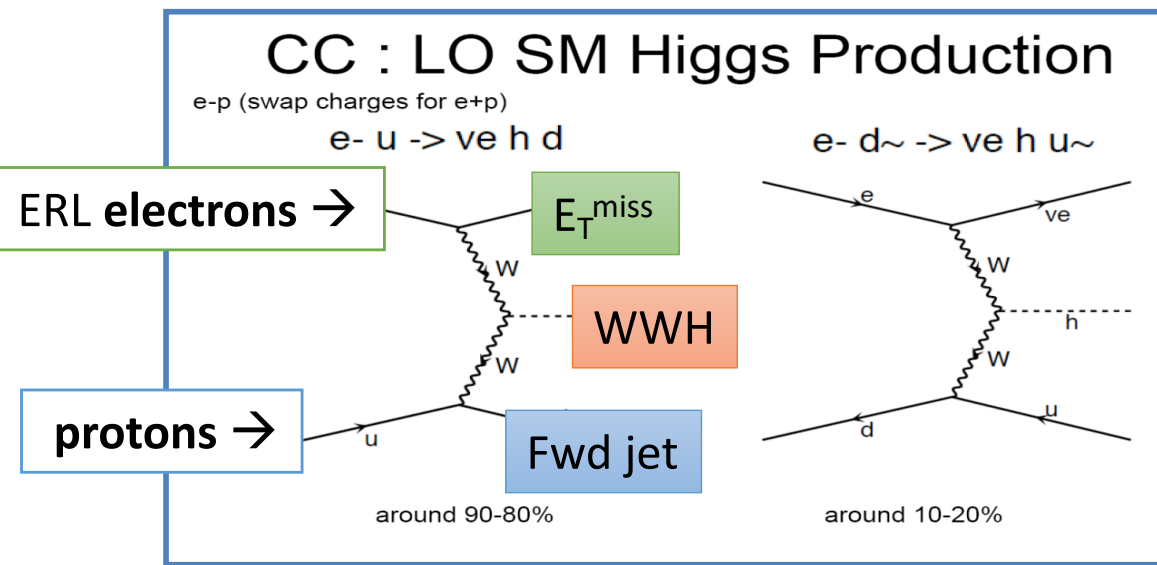 CC : LO SM Higgs Production
e-p (swap charges for e+p)
e- u -> ve h d
e- d~ -> ve h u~
ERL electrons →
E_T^miss
e
ve
W
W
WWH
h
W
W
protons →
u
Fwd jet
d
u
around 90-80%
around 10-20%